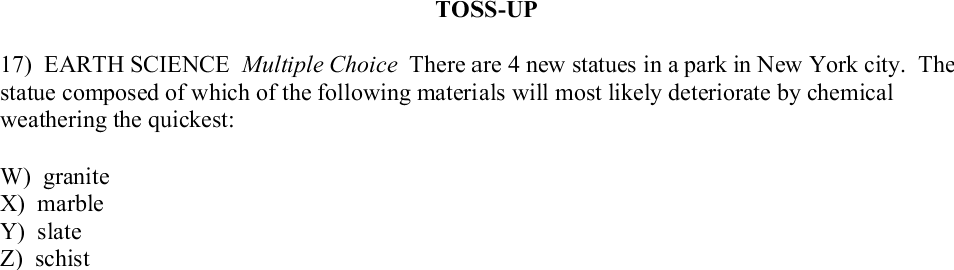 TOSS-UP
17) EARTH SCIENCE Multiple Choice There are 4 new statues in a park in New York city. The
statue composed of which of the following materials will most likely deteriorate by chemical
weathering the quickest:
W) granite
X) marble
Y) slate
Z) schist